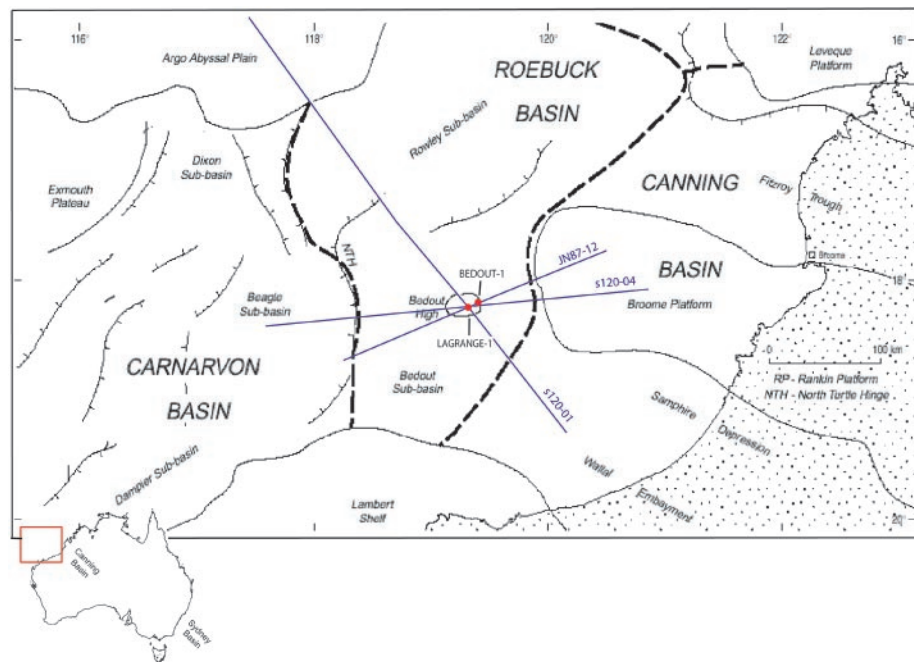 116° 118° 120° 122° 16°
Argo Abyssal Plain
Leveque
Platform
ROEBUCK
BASIN
Rowley Sub-basin
Dixon
Sub-basin
Exmouth
Plateau
CANNING
Fitzroy
Trough
18°
NTH
JN87-12
Broome
BEDOUT-1
BASIN
s120-04
Beagle
Sub-basin
Bedout
High
Broome Platform
LAGRANGE-1
CARNARVON
BASIN
Bedout
Sub-basin
0 100 km
RP - Rankin Platform
NTH - North Turtle Hinge
s120-01
Samphire
Depression
Dampier Sub-basin
Wallal
Embayment
Lambert
Shelf
20°
Canning
Basin
Sydney
Basin